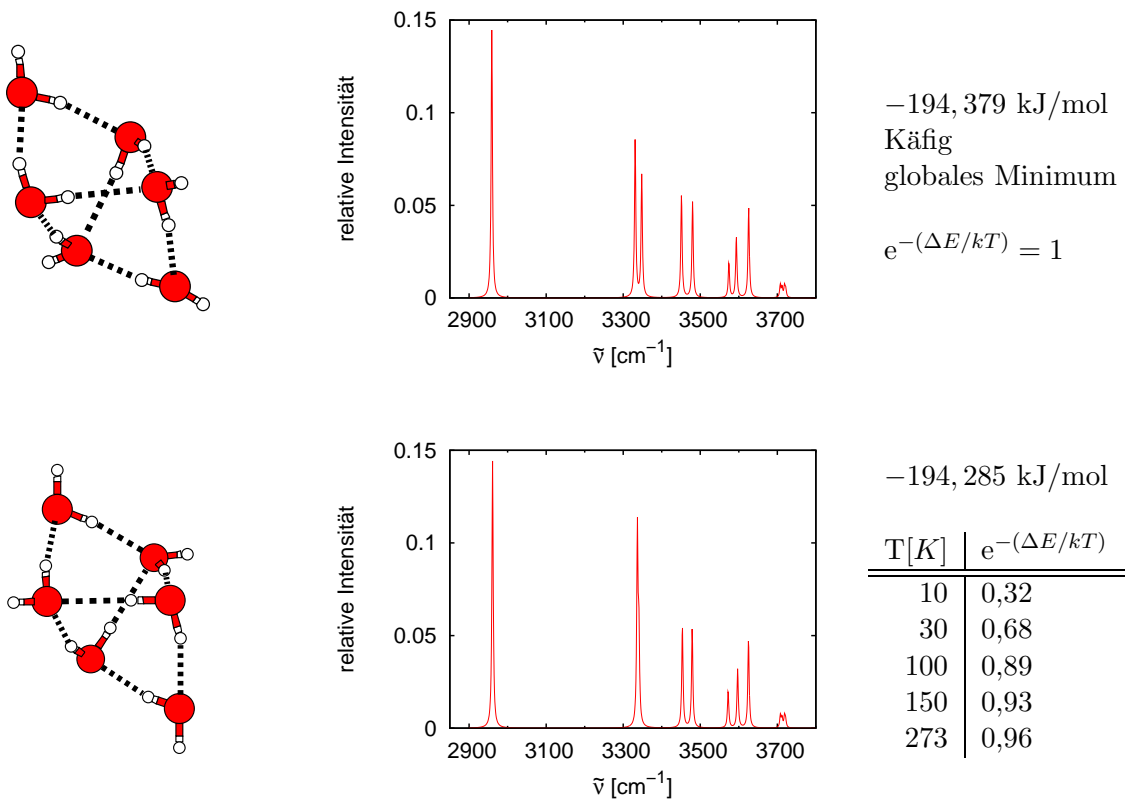 0.15
0.1
0.05
0
relative Intensität
2900 3100 3300 3500 3700
ṽ [cm⁻¹]
−194, 379 kJ/mol
Käfig
globales Minimum
e^−(ΔE/kT) = 1
0.15
0.1
0.05
0
relative Intensität
2900 3100 3300 3500 3700
ṽ [cm⁻¹]
−194, 285 kJ/mol
T[K] e^−(ΔE/kT)
10 0,32
30 0,68
100 0,89
150 0,93
273 0,96